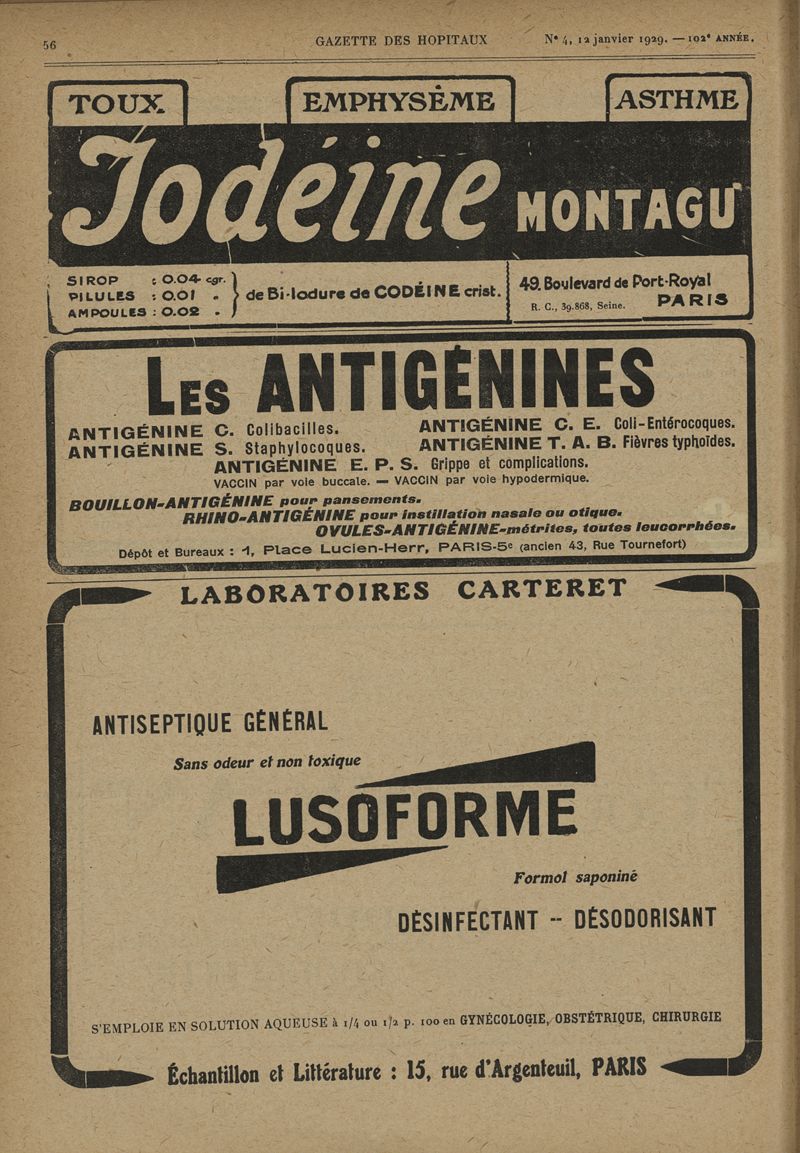 56
GAZETTE DES HOPITAUX
N° 4, 12 janvier 1929. — 102e ANNÉE.
TOUX.
EMPHYSÈME
ASTHME
Iodéine MONTAGU
SIROP : 0.04 cgr.
PILULES : 0.01 „
AMPOULES : 0.02 „
de Bi-Iodure de CODÉINE crist.
49, Boulevard de Port-Royal
R. C., 39.868, Seine. PARIS
LES ANTIGÉNINES
ANTIGÉNINE C. Colibacilles.
ANTIGÉNINE C. E. Coli-Entérocoques.
ANTIGÉNINE S. Staphylocoques.
ANTIGÉNINE T. A. B. Fièvres typhoïdes.
ANTIGÉNINE E. P. S. Grippe et complications.
VACCIN par voie buccale. — VACCIN par voie hypodermique.
BOUILLON-ANTIGÉNINE pour pansements.
RHINO-ANTIGÉNINE pour instillation nasale ou otique.
OVULES-ANTIGÉNINE-métrites, toutes leucorrhées.
Dépôt et Bureaux : 1, Place Lucien-Herr, PARIS-5e (ancien 43, Rue Tournefort)
LABORATOIRES CARTERET
ANTISEPTIQUE GÉNÉRAL
Sans odeur et non toxique
LUSOFORME
Formol saponiné
DÉSINFECTANT -- DÉSODORISANT
S'EMPLOIE EN SOLUTION AQUEUSE à 1/4 ou 1/2 p. 100 en GYNÉCOLOGIE, OBSTÉTRIQUE, CHIRURGIE
Échantillon et Littérature : 15, rue d'Argenteuil, PARIS